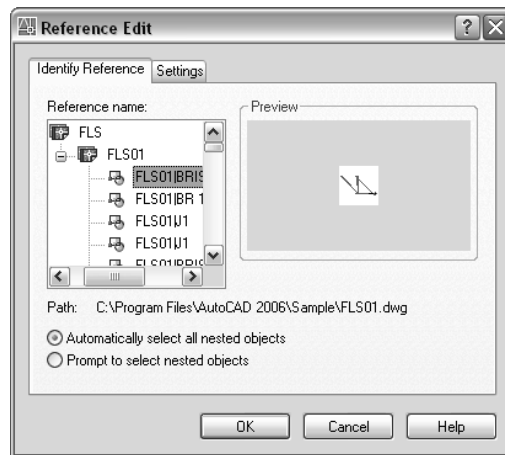 Reference Edit
Identify Reference
Settings
Reference name:
Preview
FLS
FLS01
FLS01|BRIS
FLS01|BR 1
FLS01|J1
FLS01|J1
Path: C:\Program Files\AutoCAD 2006\Sample\FLS01.dwg
Automatically select all nested objects
Prompt to select nested objects
OK
Cancel
Help